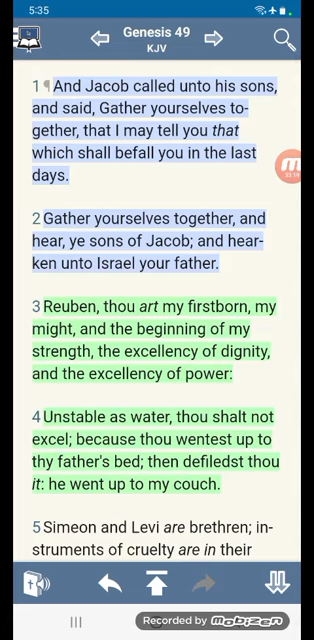 5:35
Genesis 49
KJV
1 ¶ And Jacob called unto his sons,
and said, Gather yourselves to-
gether, that I may tell you that
which shall befall you in the last
days.
2 Gather yourselves together, and
hear, ye sons of Jacob; and hear-
ken unto Israel your father.
3 Reuben, thou art my firstborn, my
might, and the beginning of my
strength, the excellency of dignity,
and the excellency of power:
4 Unstable as water, thou shalt not
excel; because thou wentest up to
thy father's bed; then defiledst thou
it: he went up to my couch.
5 Simeon and Levi are brethren; in-
struments of cruelty are in their
Recorded by mobizen